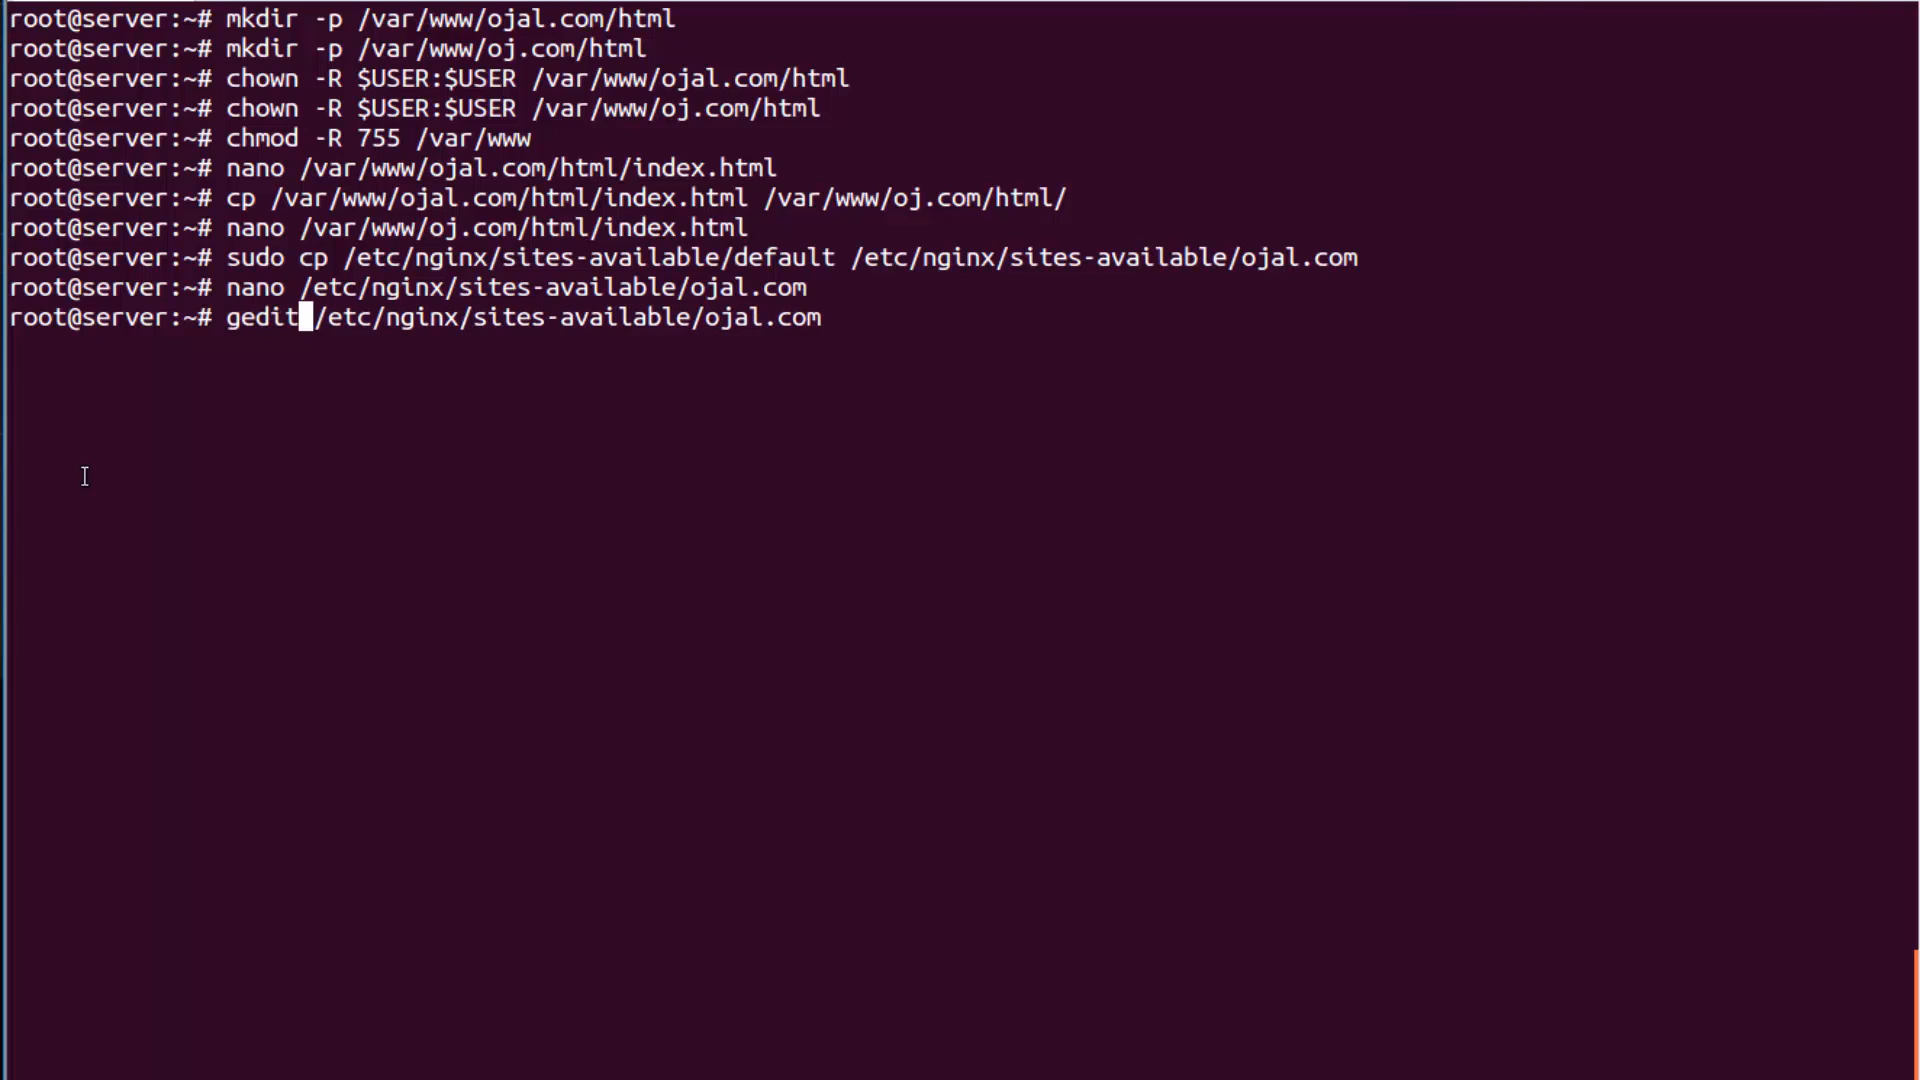 root@server:~# mkdir -p /var/www/ojal.com/html
root@server:~# mkdir -p /var/www/oj.com/html
root@server:~# chown -R $USER:$USER /var/www/ojal.com/html
root@server:~# chown -R $USER:$USER /var/www/oj.com/html
root@server:~# chmod -R 755 /var/www
root@server:~# nano /var/www/ojal.com/html/index.html
root@server:~# cp /var/www/ojal.com/html/index.html /var/www/oj.com/html/
root@server:~# nano /var/www/oj.com/html/index.html
root@server:~# sudo cp /etc/nginx/sites-available/default /etc/nginx/sites-available/ojal.com
root@server:~# nano /etc/nginx/sites-available/ojal.com
root@server:~# gedit /etc/nginx/sites-available/ojal.com